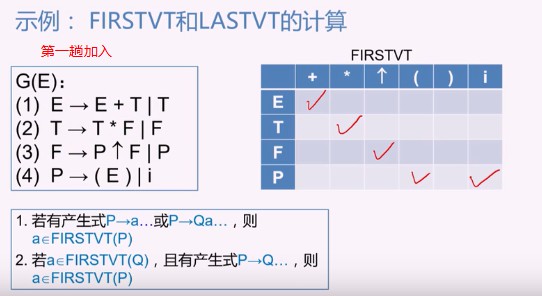 示例： FIRSTVT和LASTVT的计算
第一趟加入
G(E)：
(1) E → E + T | T
(2) T → T * F | F
(3) F → P ↑ F | P
(4) P → ( E ) | i
FIRSTVT
+ * ↑ ( ) i
E ✓
T ✓
F ✓
P ✓ ✓
1. 若有产生式P→a…或P→Qa…，则
a∈FIRSTVT(P)
2. 若a∈FIRSTVT(Q)，且有产生式P→Q…，则
a∈FIRSTVT(P)